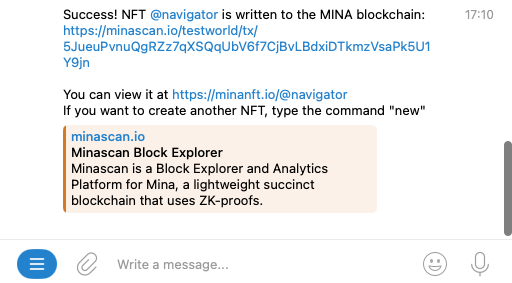 Success! NFT @navigator is written to the MINA blockchain:
17:10
https://minascan.io/testworld/tx/
5JueuPvnuQgRZz7qXSQqUbV6f7CjBvLBdxiDTkmzVsaPk5U1
Y9jn
You can view it at https://minanft.io/@navigator
If you want to create another NFT, type the command "new"
minascan.io
Minascan Block Explorer
Minascan is a Block Explorer and Analytics
Platform for Mina, a lightweight succinct
blockchain that uses ZK-proofs.
Write a message...